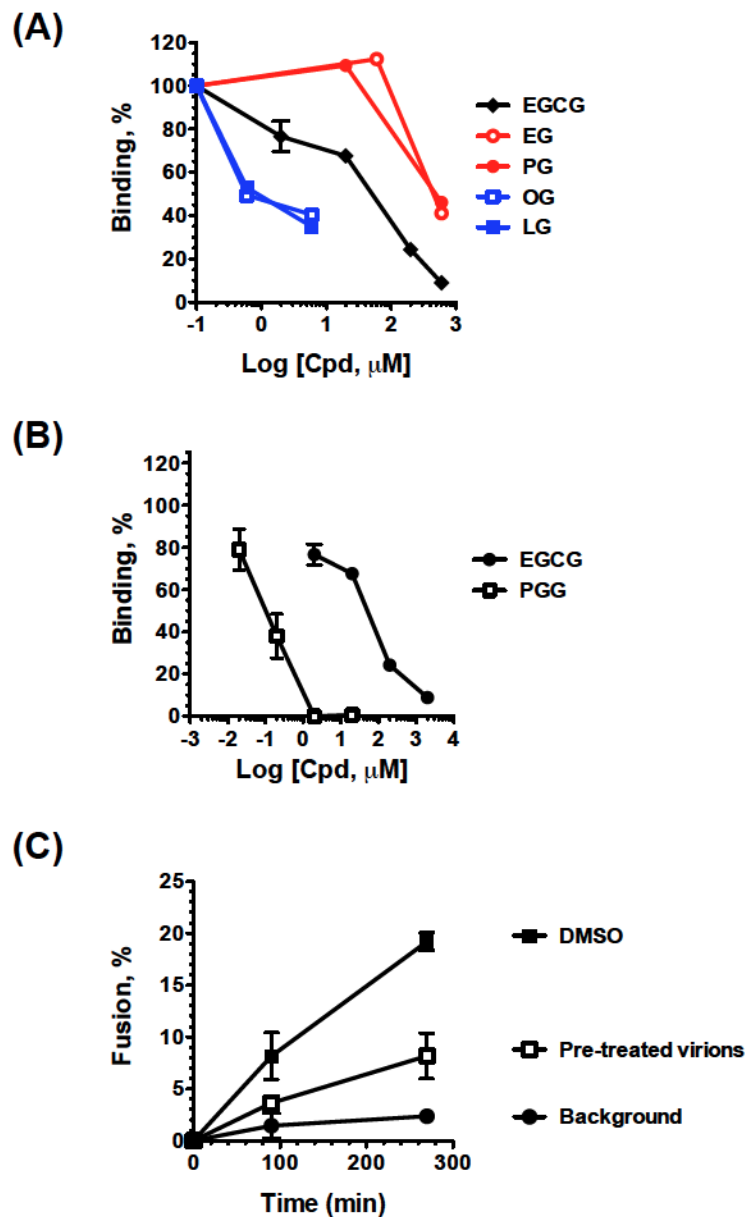 (A)
Binding, %
120
100
80
60
40
20
0
-1
0
1
2
3
Log [Cpd, μM]
EGCG
EG
PG
OG
LG
(B)
Binding, %
120
100
80
60
40
20
0
-3
-2
-1
0
1
2
3
4
Log [Cpd, μM]
EGCG
PGG
(C)
Fusion, %
25
20
15
10
5
0
0
100
200
300
Time (min)
DMSO
Pre-treated virions
Background